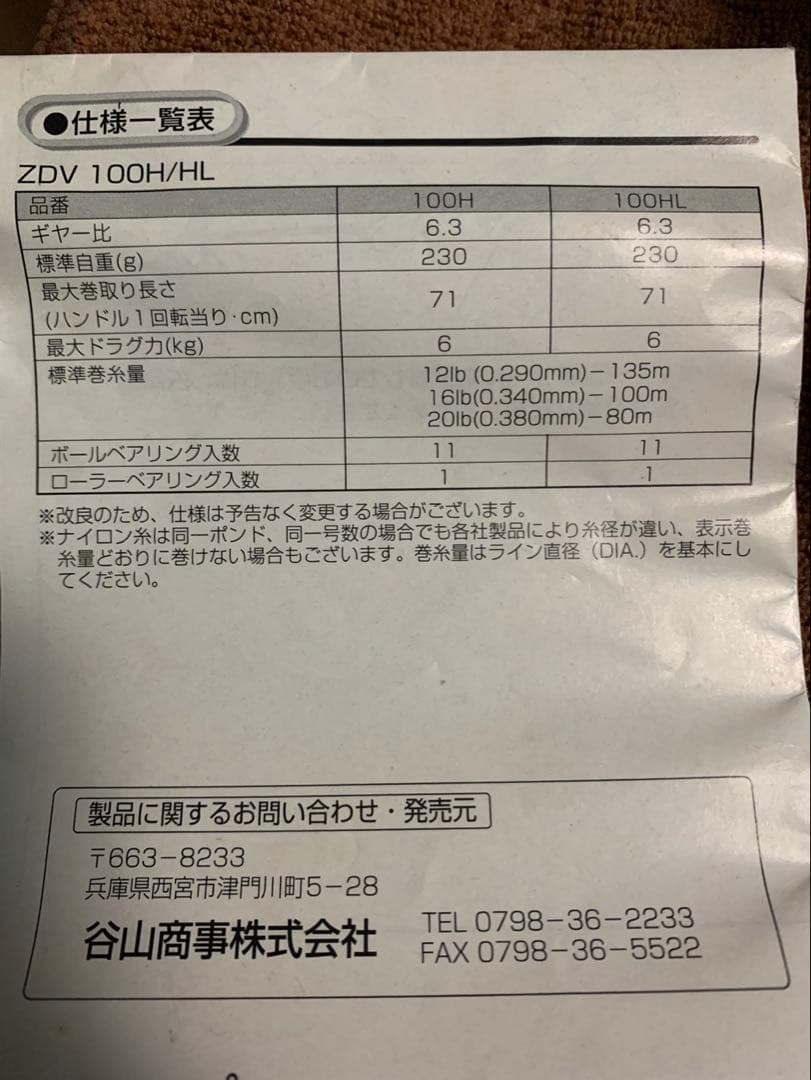 ●仕様一覧表
ZDV 100H/HL
品番 100H 100HL
ギヤー比 6.3 6.3
標準自重(g) 230 230
最大巻取り長さ
(ハンドル1回転当り·cm) 71 71
最大ドラグ力(kg) 6 6
標準巻糸量 12lb (0.290mm)−135m
16lb(0.340mm)−100m
20lb(0.380mm)−80m
ボールベアリング入数 11 11
ローラーベアリング入数 1 1
※改良のため、仕様は予告なく変更する場合がございます。
※ナイロン糸は同一ポンド、同一号数の場合でも各社製品により糸径が違い、表示巻
糸量どおりに巻けない場合もございます。巻糸量はライン直径（DIA.）を基本にし
てください。
製品に関するお問い合わせ・発売元
〒663−8233
兵庫県西宮市津門川町5−28
谷山商事株式会社
TEL 0798−36−2233
FAX 0798−36−5522